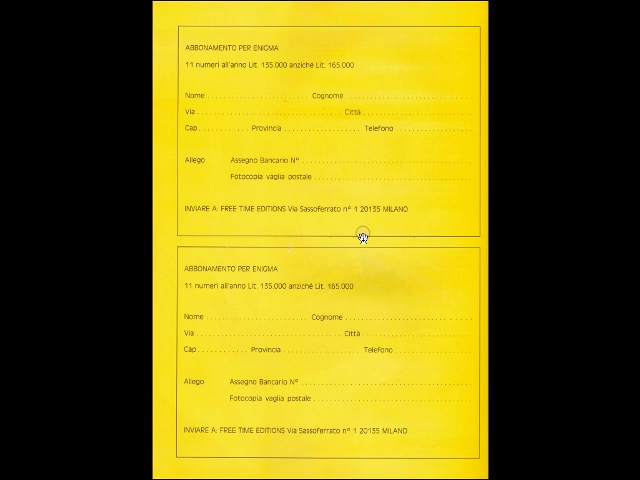 ABBONAMENTO PER ENIGMA
11 numeri all'anno Lit. 135.000 anziché Lit. 165.000
Nome Cognome
Via Città
Cap Provincia Telefono
Allego Assegno Bancario N°
Fotocopia vaglia postale
INVIARE A: FREE TIME EDITIONS Via Sassoferrato n° 1 20135 MILANO
ABBONAMENTO PER ENIGMA
11 numeri all'anno Lit. 135.000 anziché Lit. 165.000
Nome Cognome
Via Città
Cap Provincia Telefono
Allego Assegno Bancario N°
Fotocopia vaglia postale
INVIARE A: FREE TIME EDITIONS Via Sassoferrato n° 1 20135 MILANO